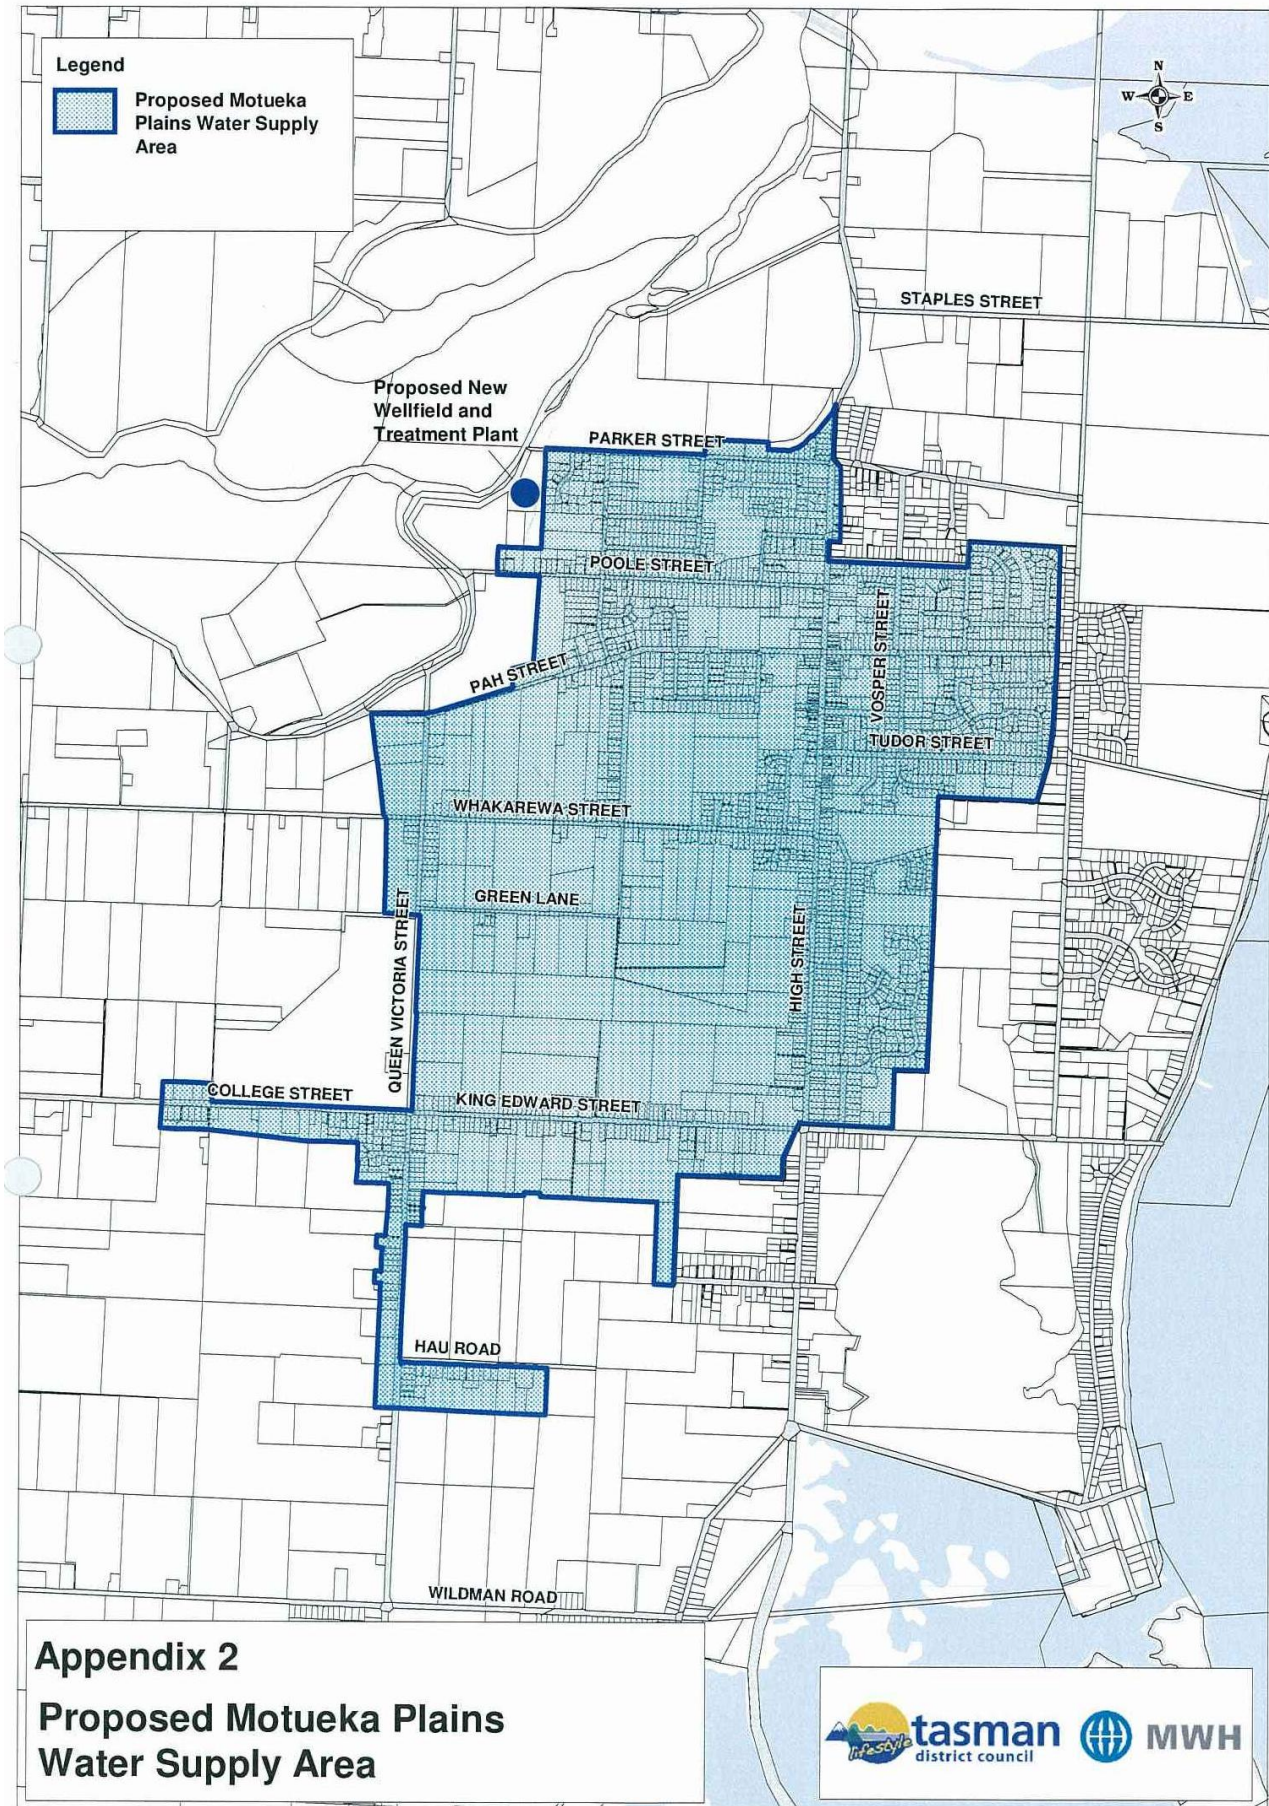 Legend
Proposed Motueka
Plains Water Supply
Area
N
W
E
S
STAPLES STREET
Proposed New
Wellfield and
Treatment Plant
PARKER STREET
POOLE STREET
VOSPER STREET
PAH STREET
TUDOR STREET
WHAKAREWA STREET
GREEN LANE
QUEEN VICTORIA STREET
HIGH STREET
COLLEGE STREET
KING EDWARD STREET
HAU ROAD
WILDMAN ROAD
Appendix 2
Proposed Motueka Plains
Water Supply Area
tasman
lifestyle
district council
MWH